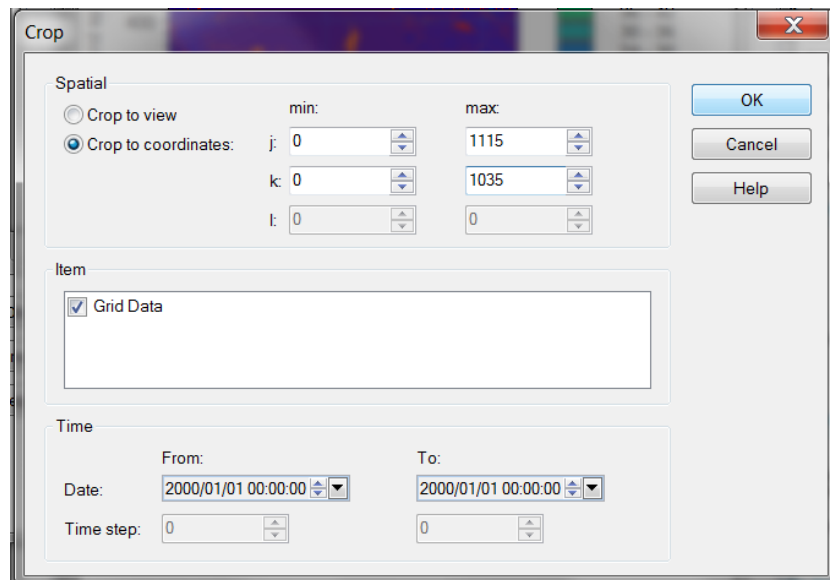 Crop
Spatial
Crop to view
min:
max:
Crop to coordinates:
j: 0
1115
k: 0
1035
l: 0
0
OK
Cancel
Help
Item
Grid Data
Time
From:
To:
Date:
2000/01/01 00:00:00
2000/01/01 00:00:00
Time step:
0
0